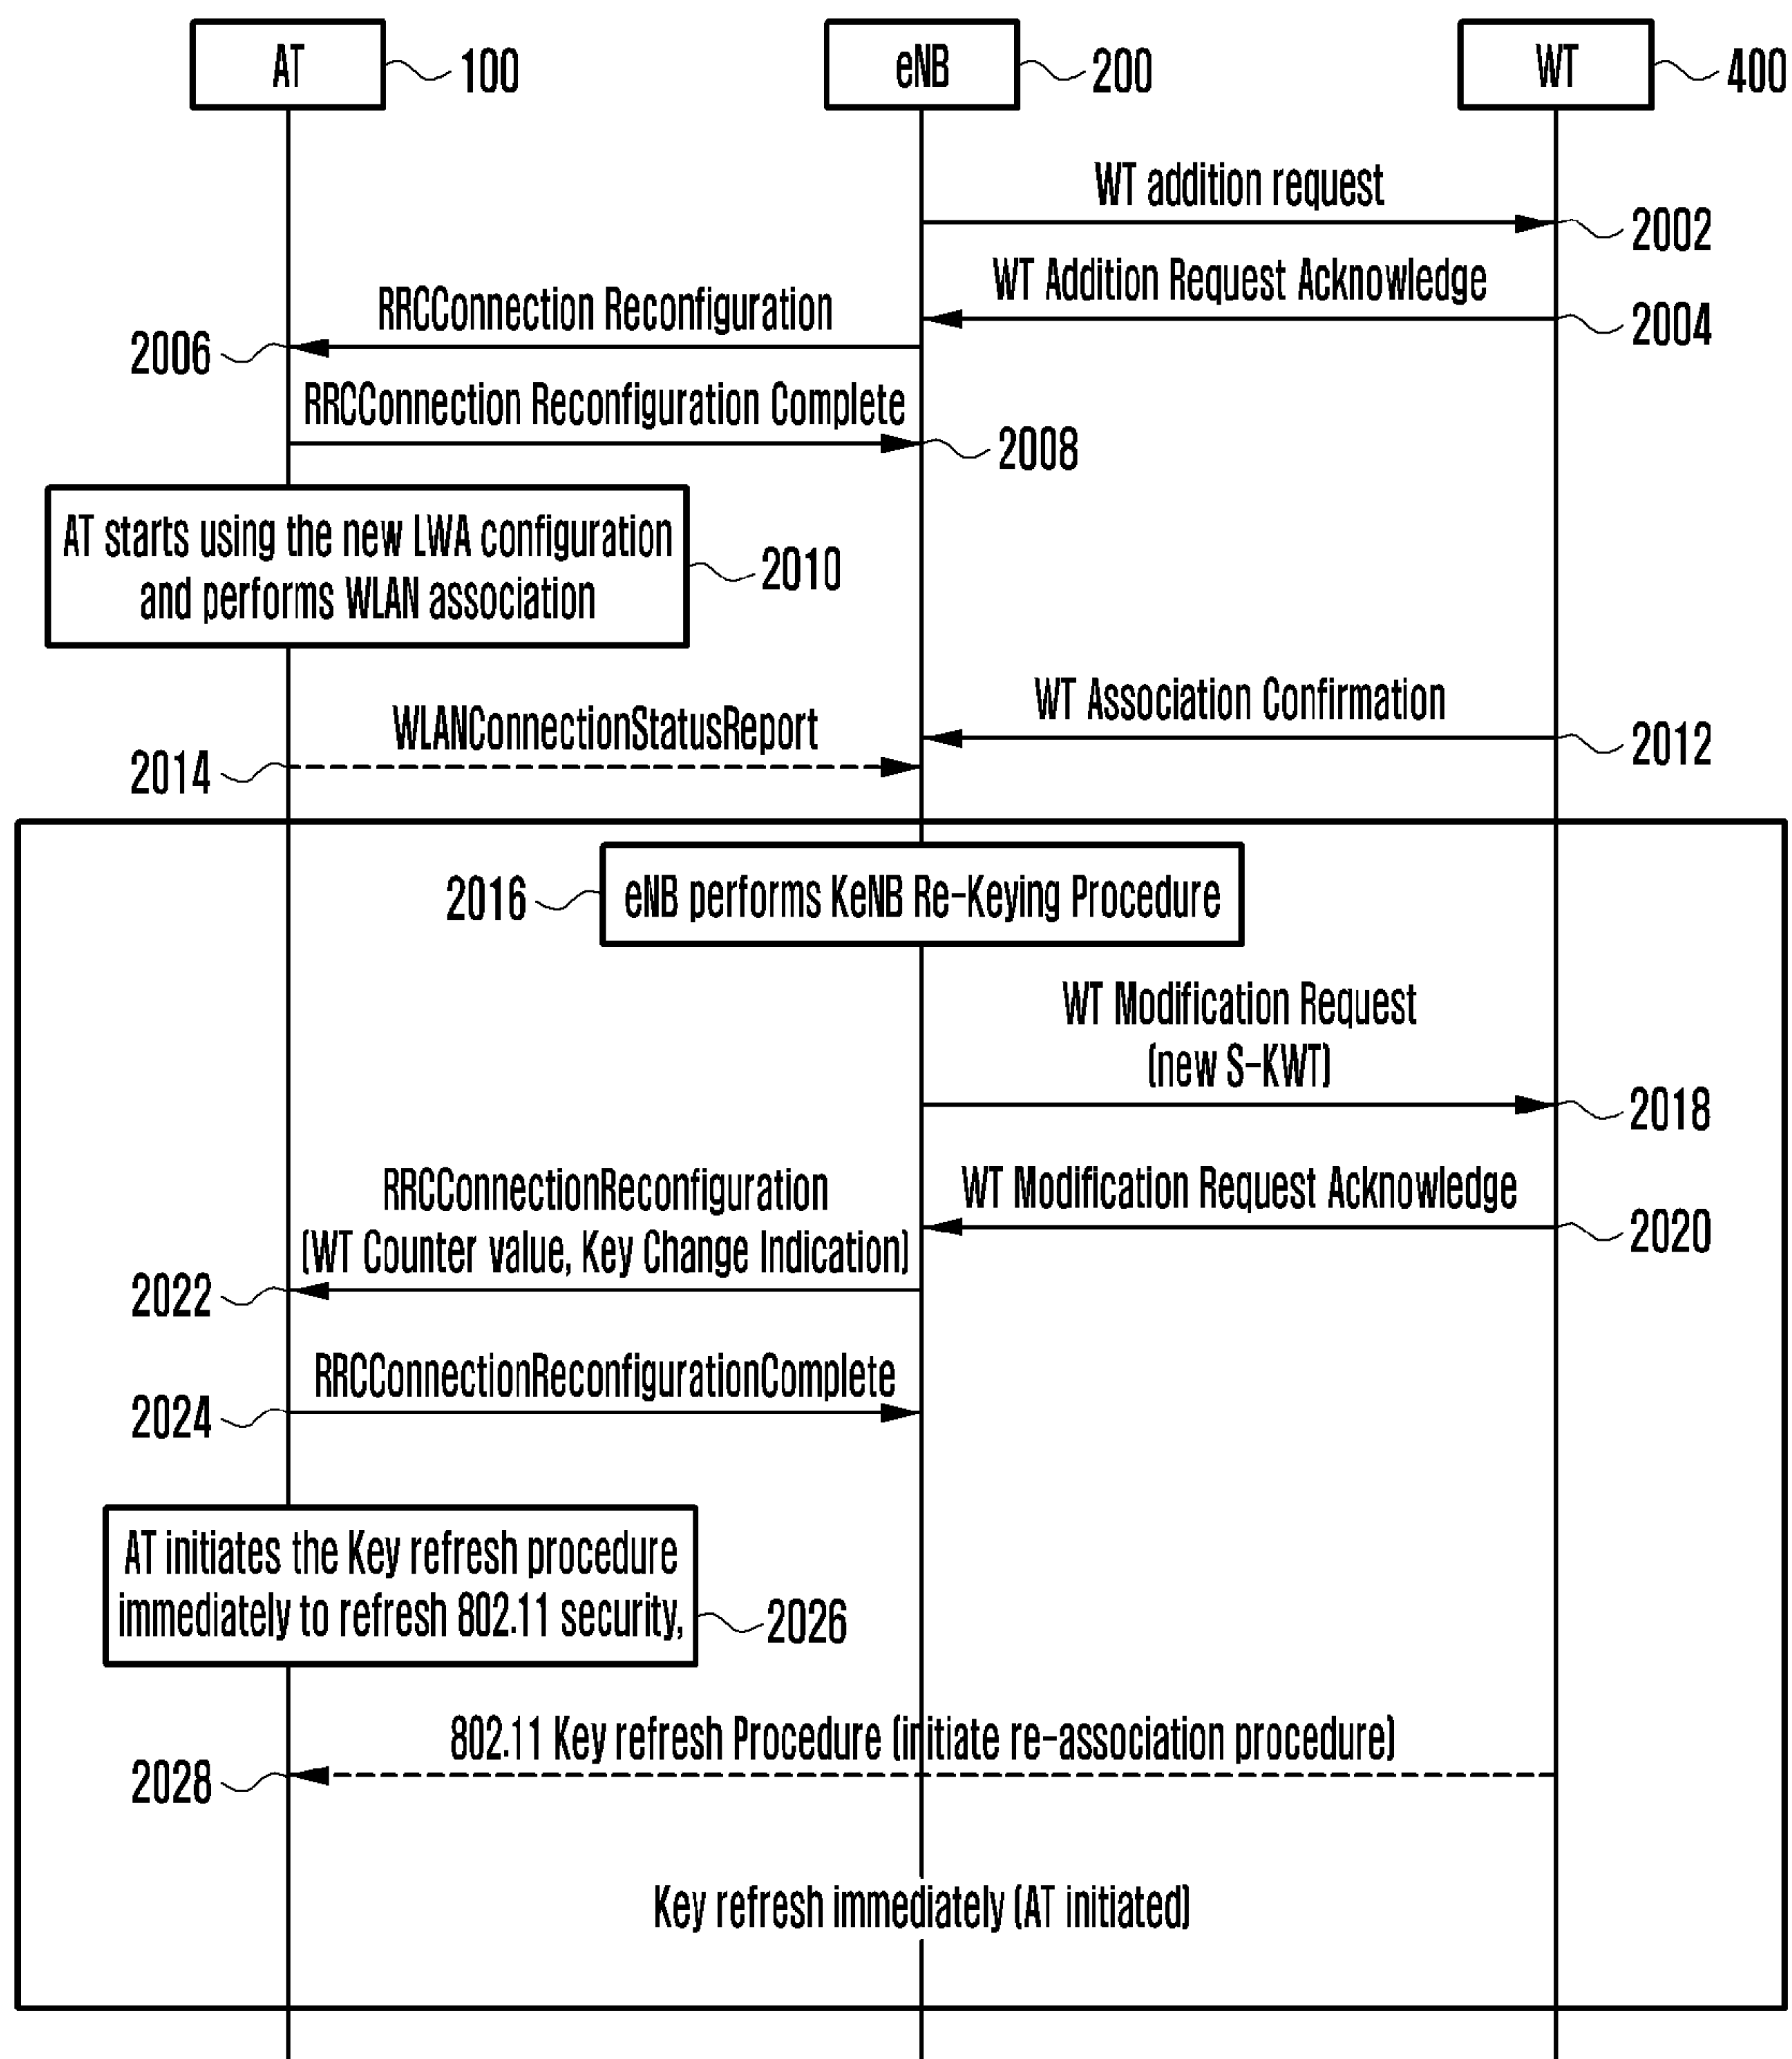 AT
100
eNB
200
WT
400
WT addition request
2002
WT Addition Request Acknowledge
2004
RRCConnection Reconfiguration
2006
RRCConnection Reconfiguration Complete
2008
AT starts using the new LWA configuration
and performs WLAN association
2010
WT Association Confirmation
2012
WLANConnectionStatusReport
2014
2016
eNB performs KeNB Re-Keying Procedure
WT Modification Request
(new S-KWT)
2018
WT Modification Request Acknowledge
2020
RRCConnectionReconfiguration
(WT Counter value, Key Change Indication)
2022
RRCConnectionReconfigurationComplete
2024
AT initiates the Key refresh procedure
immediately to refresh 802.11 security,
2026
802.11 Key refresh Procedure (initiate re-association procedure)
2028
Key refresh immediately (AT initiated)